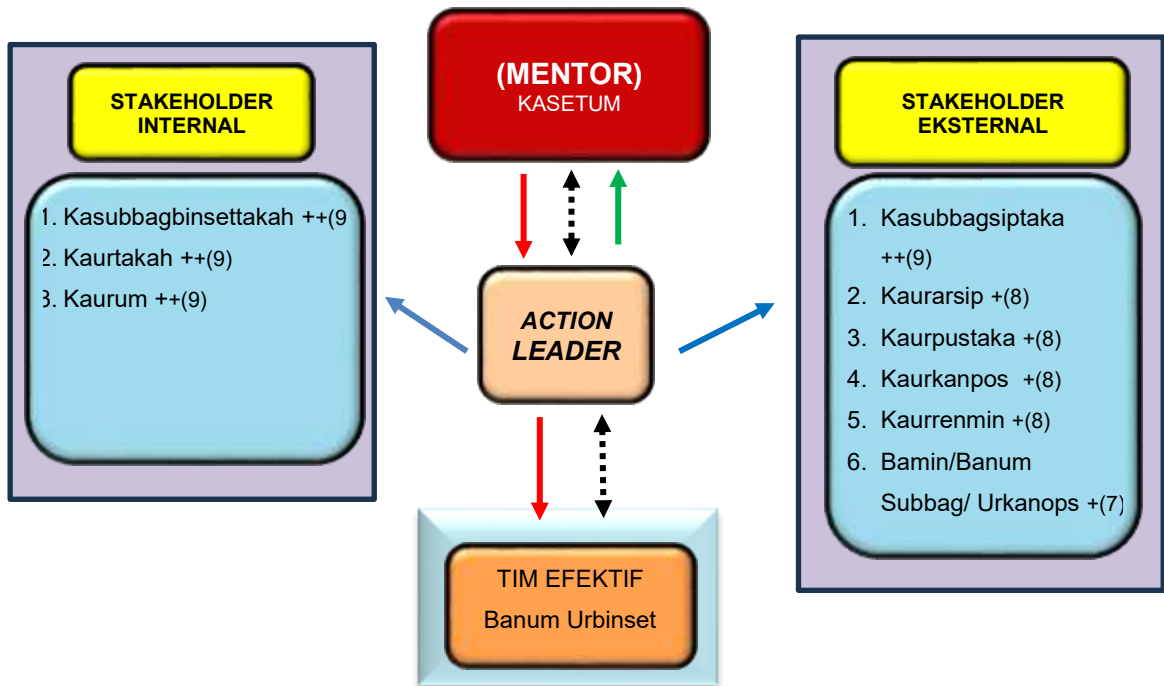 STAKEHOLDER
INTERNAL
1. Kasubbagbinsettakah ++(9
2. Kaurtakah ++(9)
3. Kaurum ++(9)
(MENTOR)
KASETUM
ACTION
LEADER
TIM EFEKTIF
Banum Urbinset
STAKEHOLDER
EKSTERNAL
1. Kasubbagsiptaka
++(9)
2. Kaurarsip +(8)
3. Kaurpustaka +(8)
4. Kaurkanpos +(8)
5. Kaurrenmin +(8)
6. Bamin/Banum
Subbag/ Urkanops +(7)